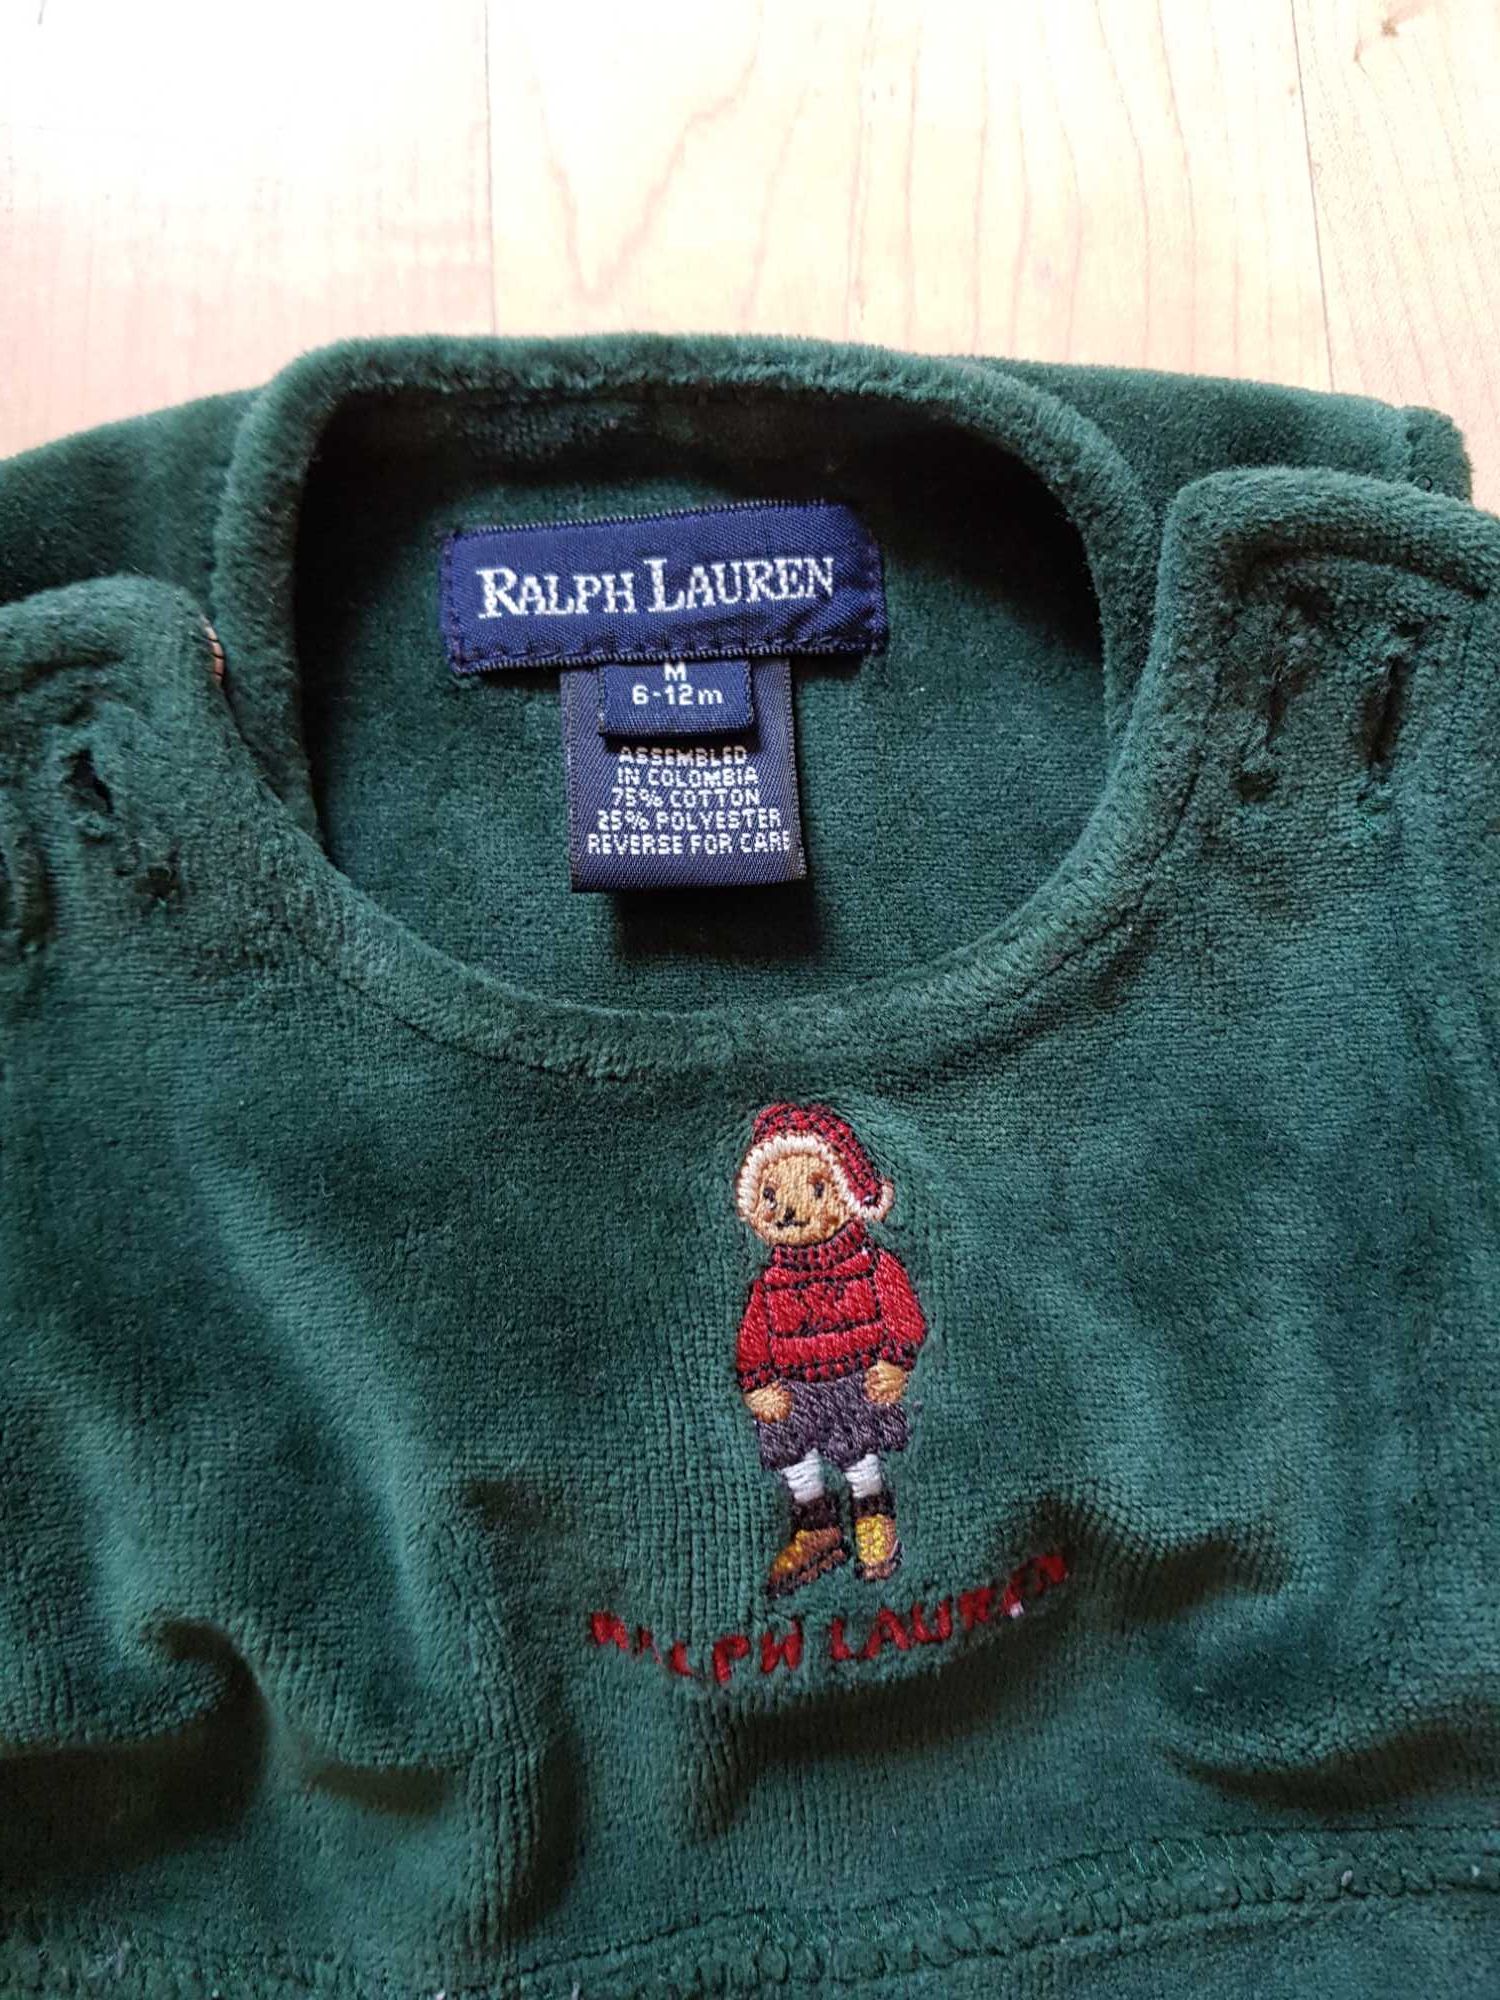 RALPH LAUREN
M
6-12m
ASSEMBLED
IN COLOMBIA
75% COTTON
25% POLYESTER
REVERSE FOR CARE
RALPH LAUREN